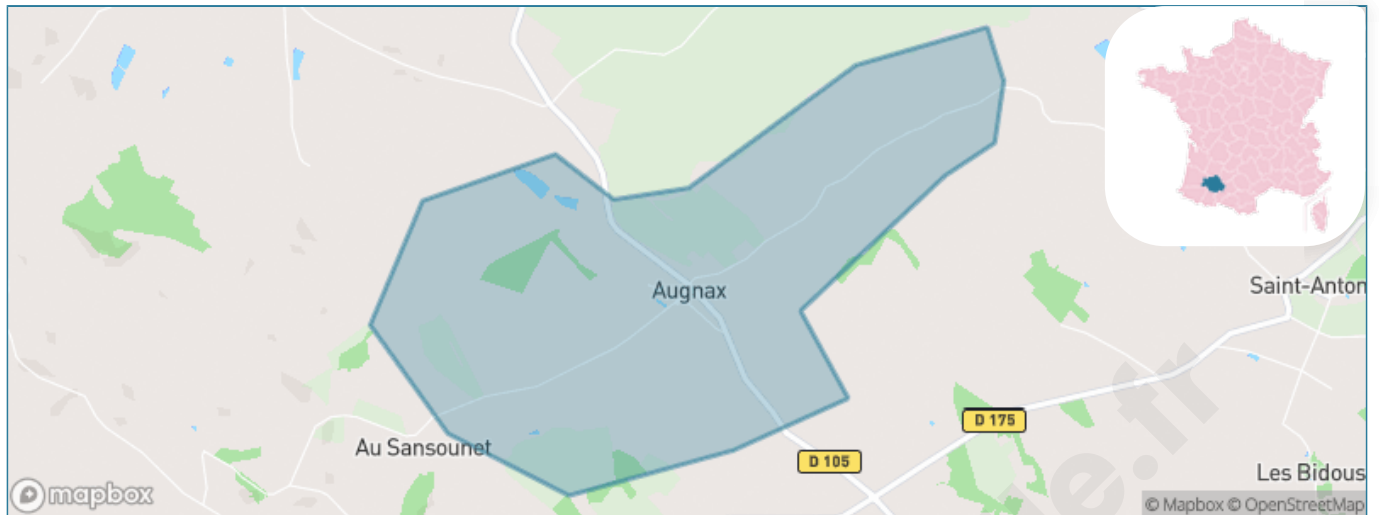 Augnax
Saint-Anton
D 175
Au Sansounet
D 105
Les Bidous
mapbox
© Mapbox © OpenStreetMap